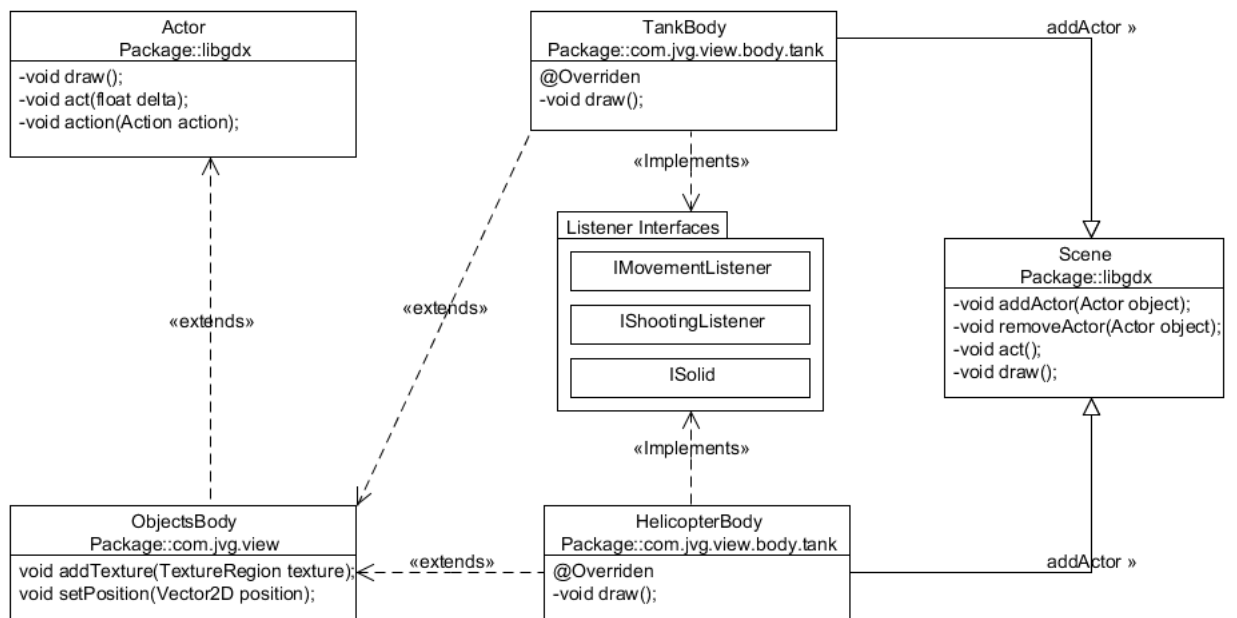 Actor
Package::libgdx
-void draw();
-void act(float delta);
-void action(Action action);
TankBody
Package::com.jvg.view.body.tank
@Overriden
-void draw();
addActor »
«Implements»
Listener Interfaces
IMovementListener
IShootingListener
ISolid
Scene
Package::libgdx
-void addActor(Actor object);
-void removeActor(Actor object);
-void act();
-void draw();
«extends»
«extends»
«Implements»
ObjectsBody
Package::com.jvg.view
void addTexture(TextureRegion texture);
void setPosition(Vector2D position);
«extends»
HelicopterBody
Package::com.jvg.view.body.tank
@Overriden
-void draw();
addActor »